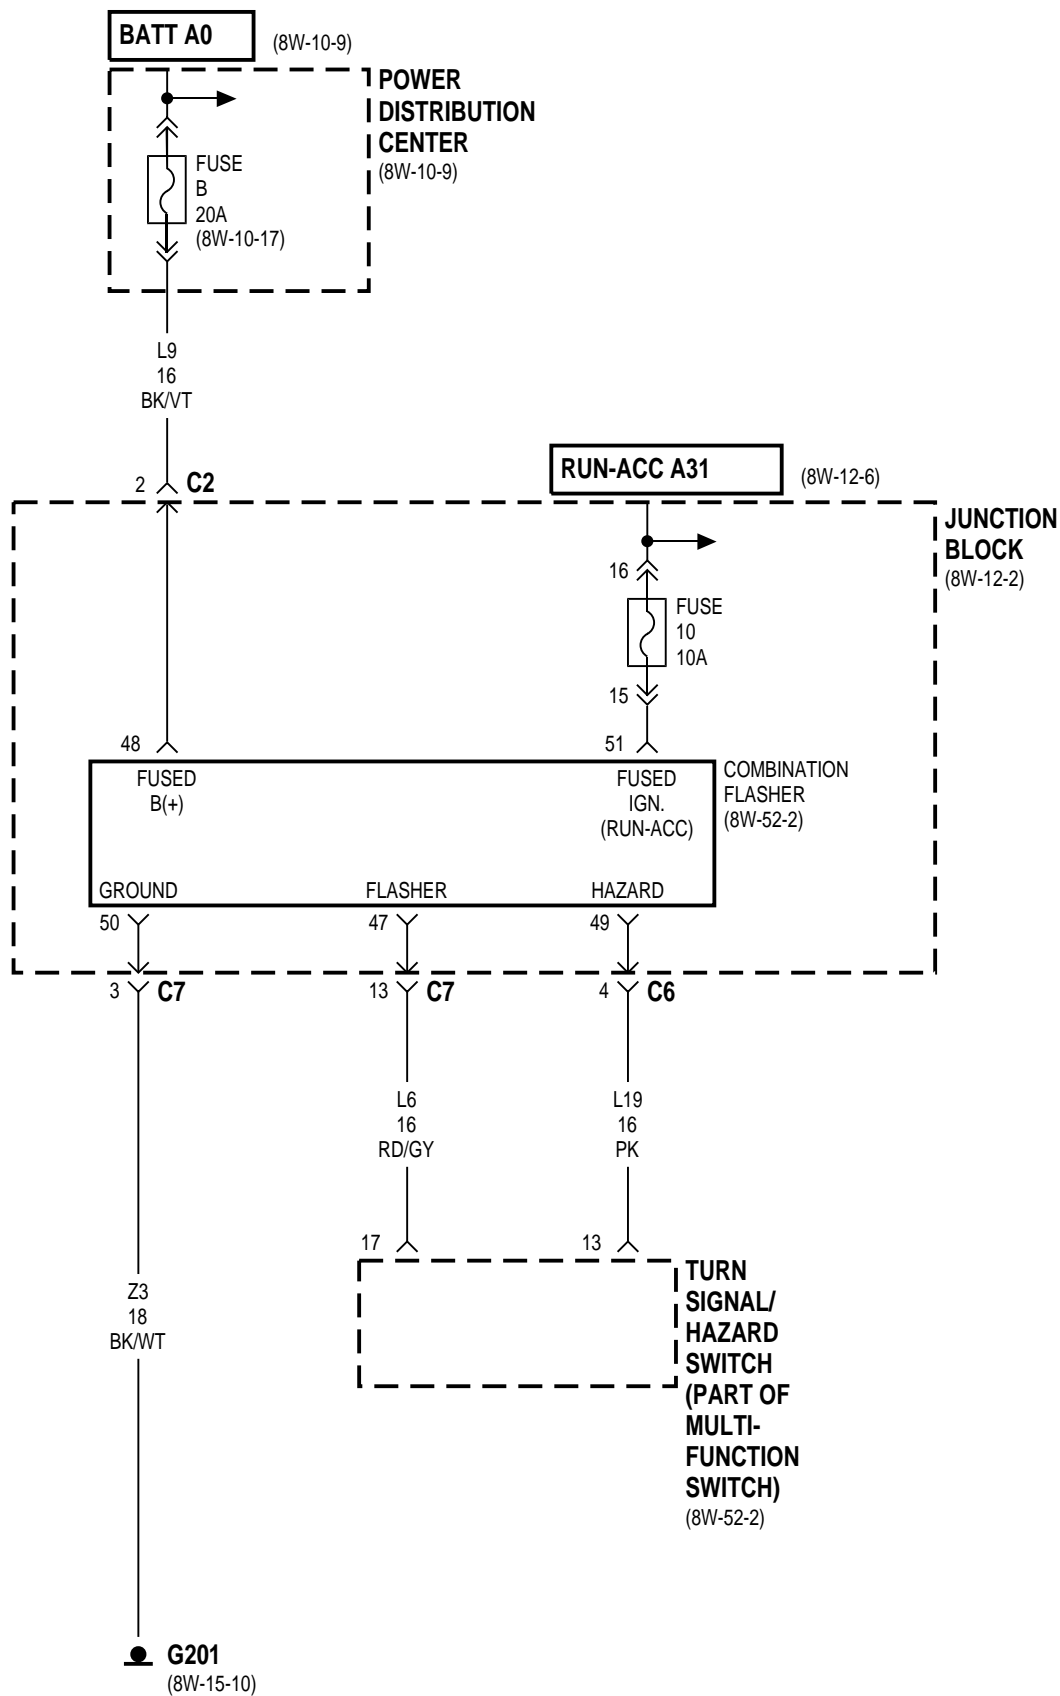 BATT A0
(8W-10-9)
POWER
DISTRIBUTION
CENTER
(8W-10-9)
FUSE
B
20A
(8W-10-17)
L9
16
BK/VT
2
C2
RUN-ACC A31
(8W-12-6)
JUNCTION
BLOCK
(8W-12-2)
16
FUSE
10
10A
15
48
51
FUSED
B(+)
FUSED
IGN.
(RUN-ACC)
COMBINATION
FLASHER
(8W-52-2)
GROUND
FLASHER
HAZARD
50
47
49
3
C7
13
C7
4
C6
L6
16
RD/GY
L19
16
PK
17
13
Z3
18
BK/WT
TURN
SIGNAL/
HAZARD
SWITCH
(PART OF
MULTI-
FUNCTION
SWITCH)
(8W-52-2)
G201
(8W-15-10)